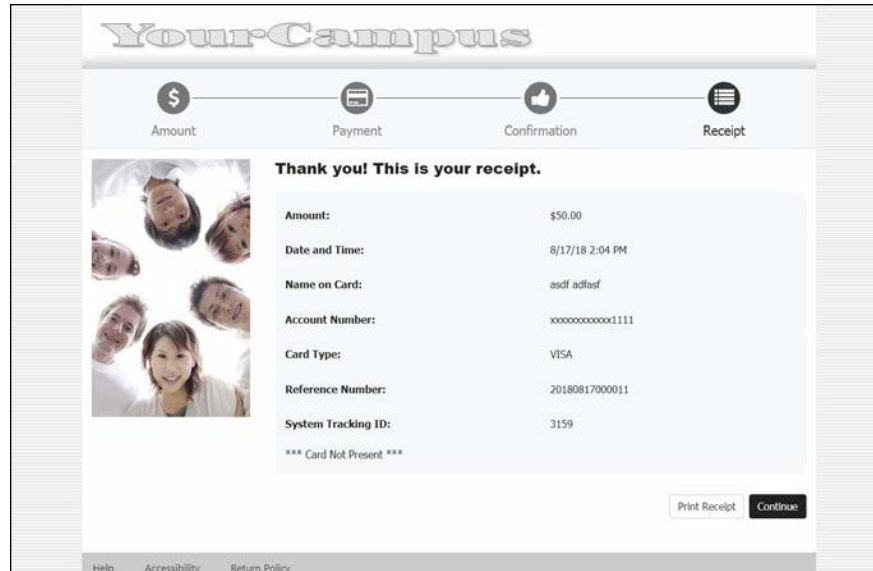 YourCampus
$
Amount Payment Confirmation Receipt
Thank you! This is your receipt.
Amount: $50.00
Date and Time: 8/17/18 2:04 PM
Name on Card: asdf adfasf
Account Number: xxxxxxxxxxxx1111
Card Type: VISA
Reference Number: 20180817000011
System Tracking ID: 3159
*** Card Not Present ***
Print Receipt Continue
Help Accessibility Return Policy